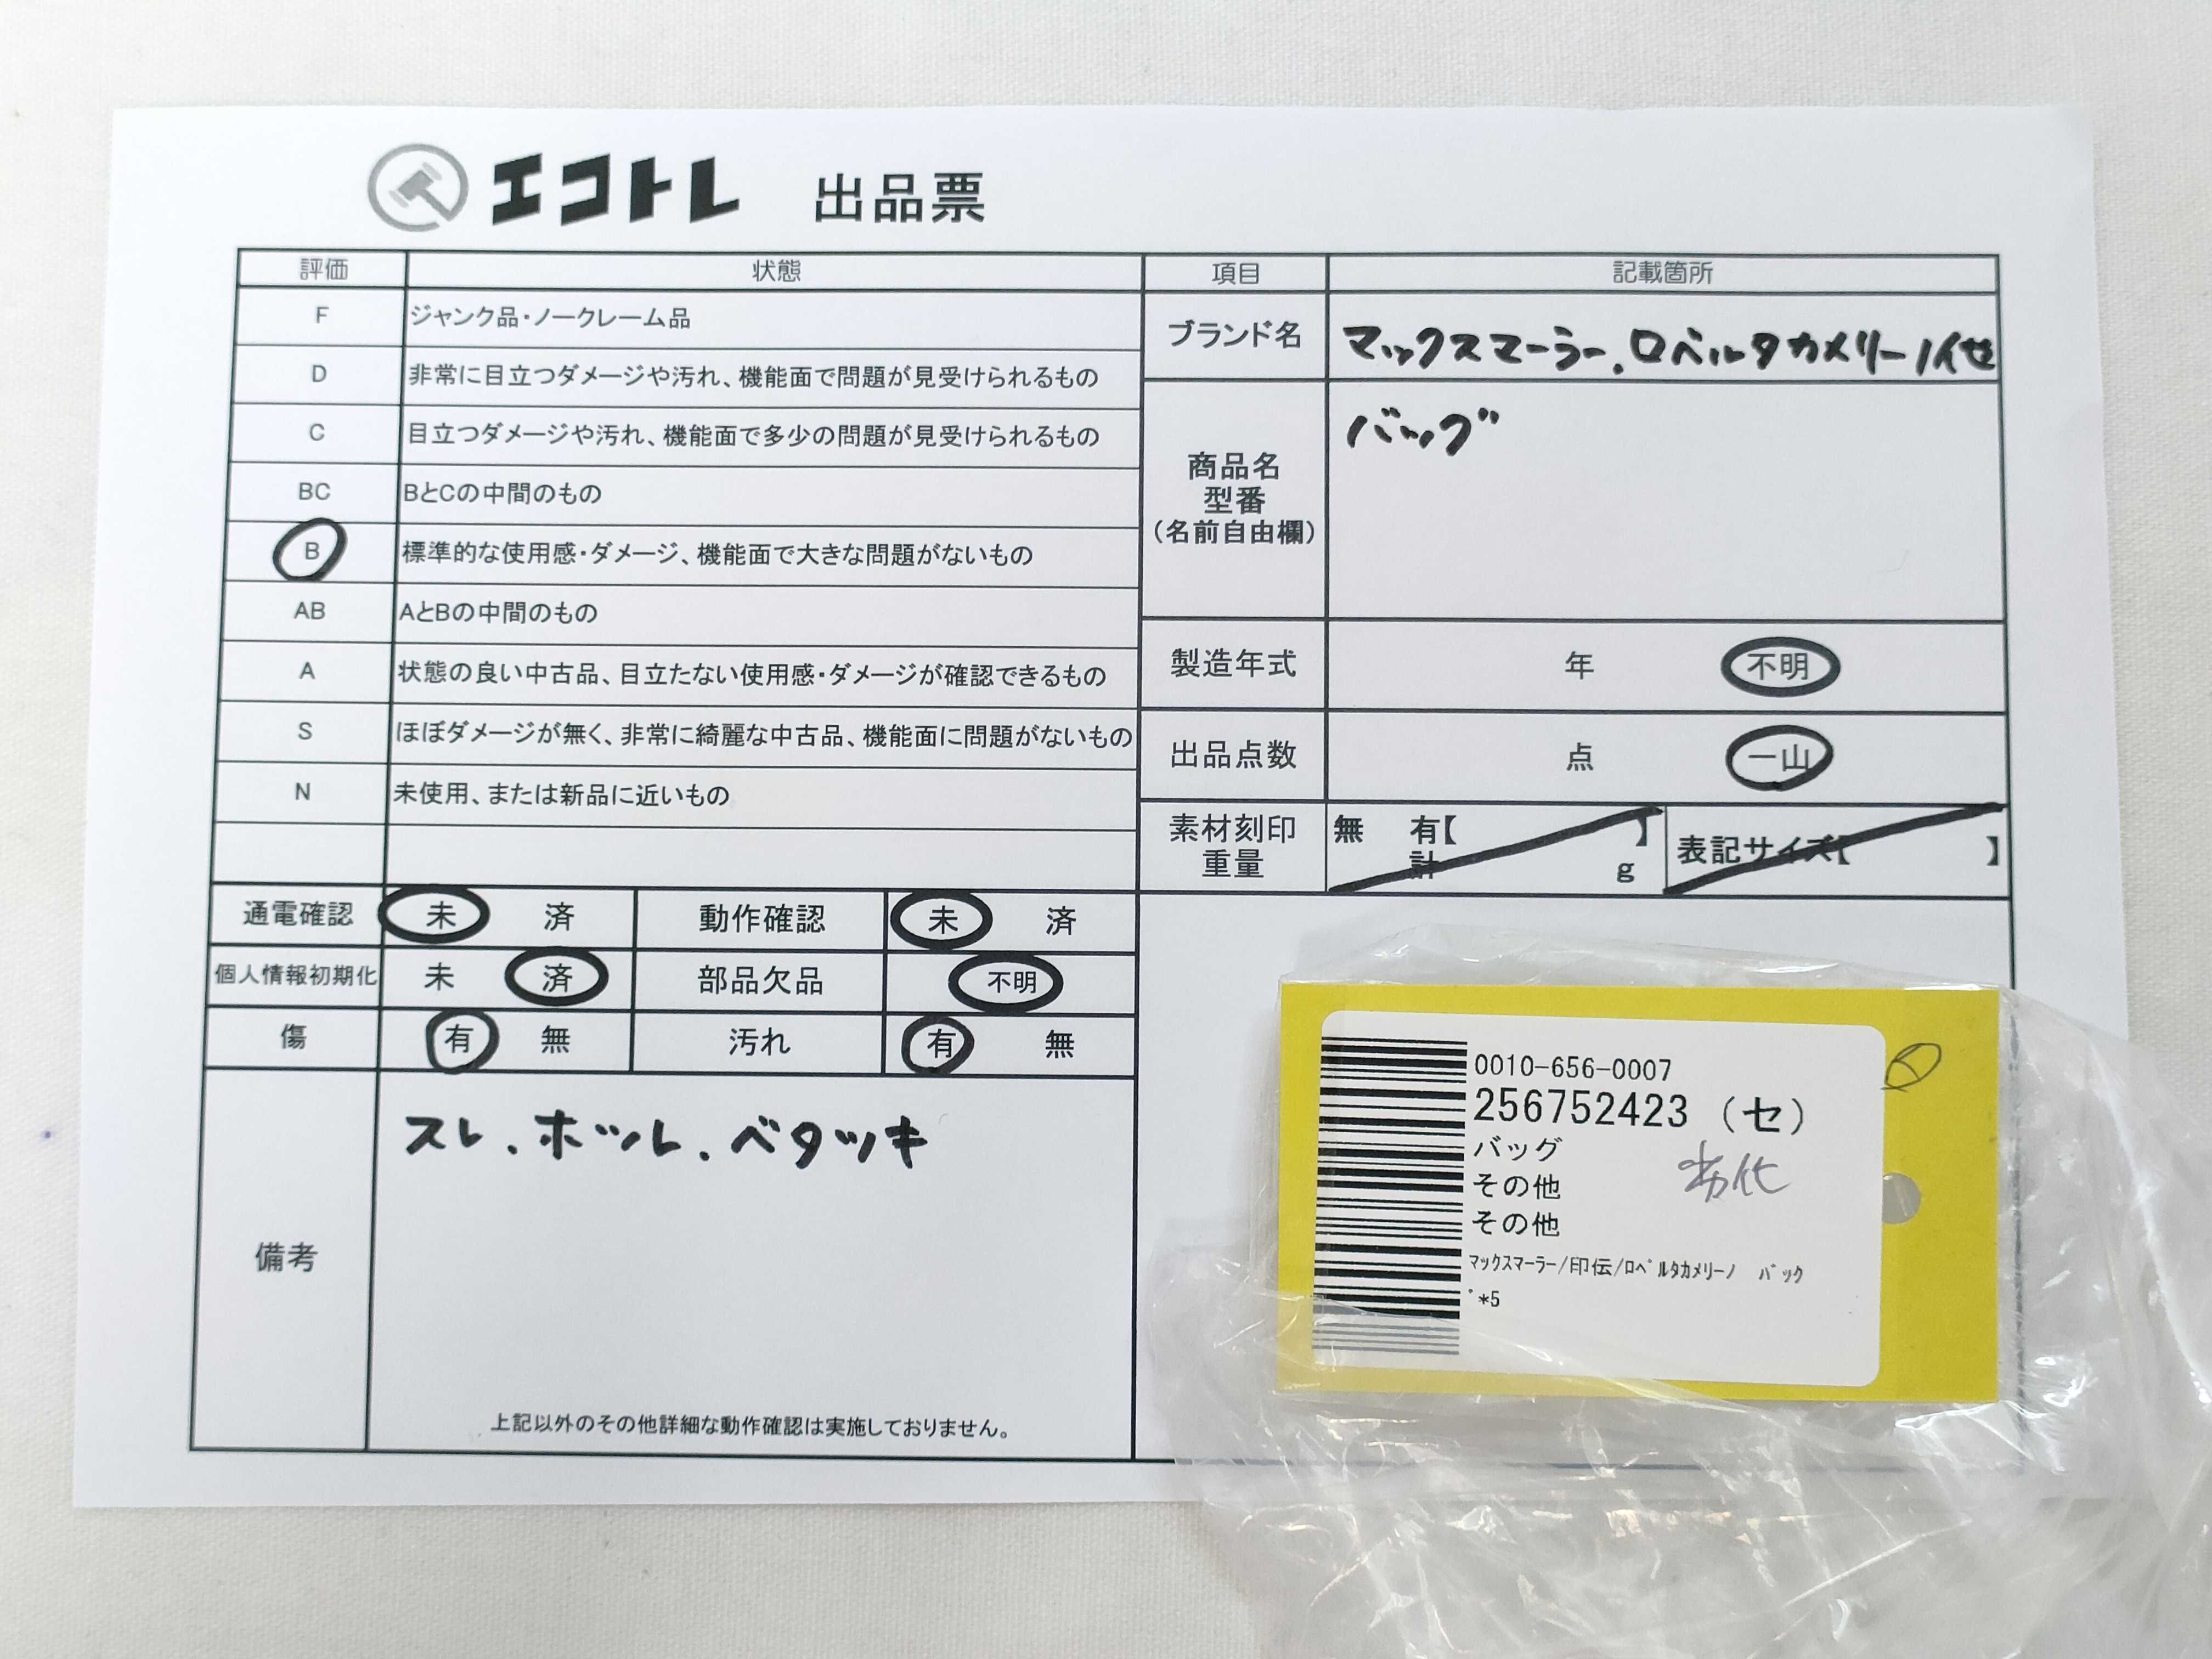 エコトレ 出品票
評価 状態 項目 記載箇所
F ジャンク品・ノークレーム品
D 非常に目立つダメージや汚れ、機能面で問題が見受けられるもの
C 目立つダメージや汚れ、機能面で多少の問題が見受けられるもの
BC BとCの中間のもの
B 標準的な使用感・ダメージ、機能面で大きな問題がないもの
AB AとBの中間のもの
A 状態の良い中古品、目立たない使用感・ダメージが確認できるもの
S ほぼダメージが無く、非常に綺麗な中古品、機能面に問題がないもの
N 未使用、または新品に近いもの
ブランド名 マックスマーラー.ロベルタカメリーノ他
商品名 バッグ
型番
(名前自由欄)
製造年式 年 不明
出品点数 点 一山
素材刻印 無 有【 】 表記サイズ【 】
重量 計 g
通電確認 未 済 動作確認 未 済
個人情報初期化 未 済 部品欠品 不明
傷 有 無 汚れ 有 無
備考
スレ.ホツレ.ベタツキ
上記以外のその他詳細な動作確認は実施しておりません。
0010-656-0007
256752423 (セ)
バッグ
その他 劣化
その他
ﾏｯｸｽﾏｰﾗｰ/印伝/ﾛﾍﾞﾙﾀｶﾒﾘｰﾉ ﾊﾞｯｸ
ﾞ*5